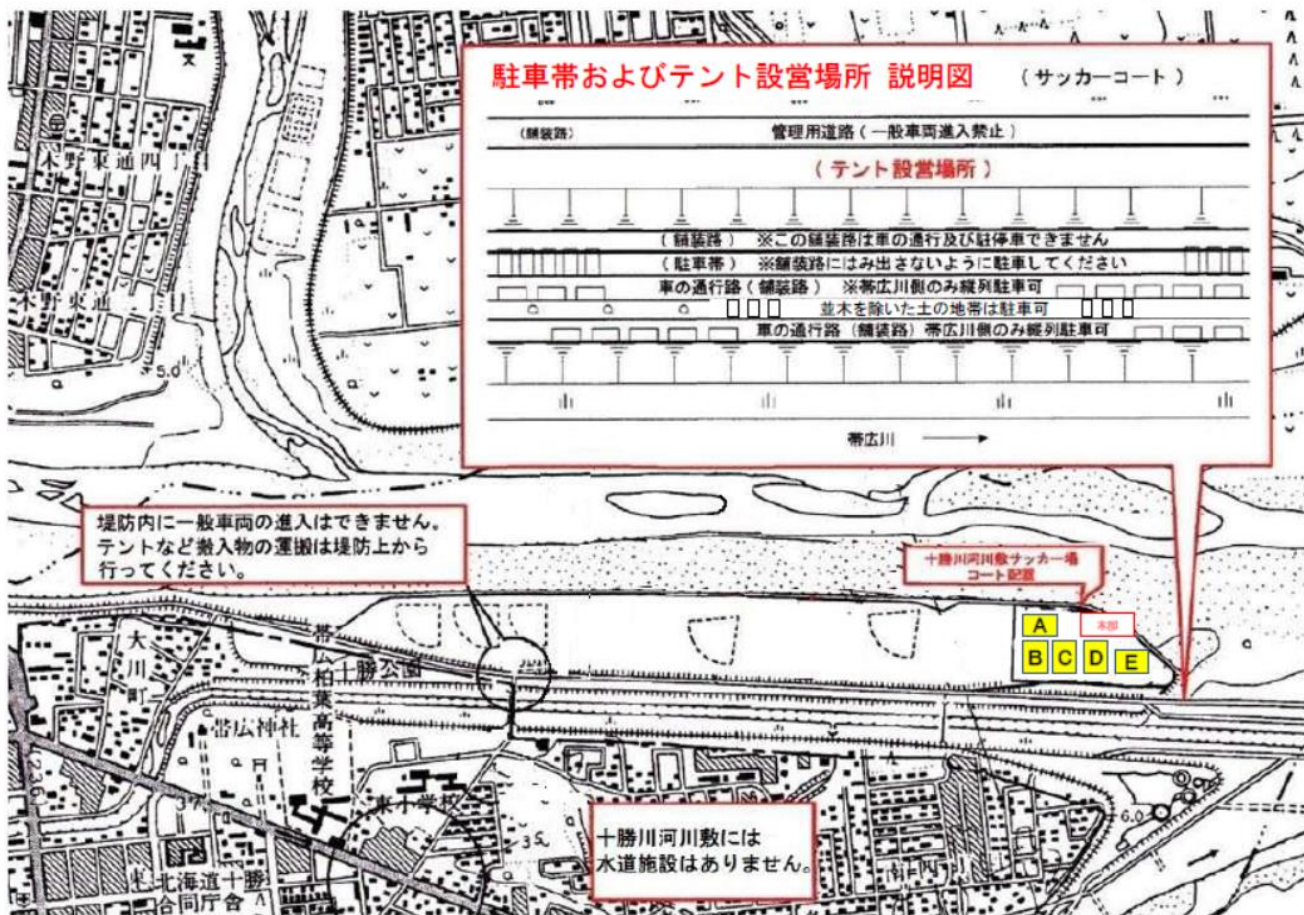 駐車帯およびテント設営場所 説明図 (サッカーコート)
(舗装路) 管理用道路(一般車両進入禁止)
(テント設営場所)
(舗装路) ※この舗装路は車の通行及び駐停車できません
(駐車帯) ※舗装路にはみ出さないように駐車してください
車の通行路(舗装路) ※帯広川側のみ縦列駐車可
並木を除いた土の地帯は駐車可
車の通行路(舗装路)帯広川側のみ縦列駐車可
帯広川
木野東通四丁目
5.0
堤防内に一般車両の進入はできません。
テントなど搬入物の運搬は堤防上から
行ってください。
十勝川河川敷サッカー場
コート配置
A
本部
B C D E
大川町
十勝公園
帯広柏葉高等学校
帯広神社
236
37
東小学校
35
6.0
十勝川河川敷には
水道施設はありません。
北海道十勝
合同庁舎